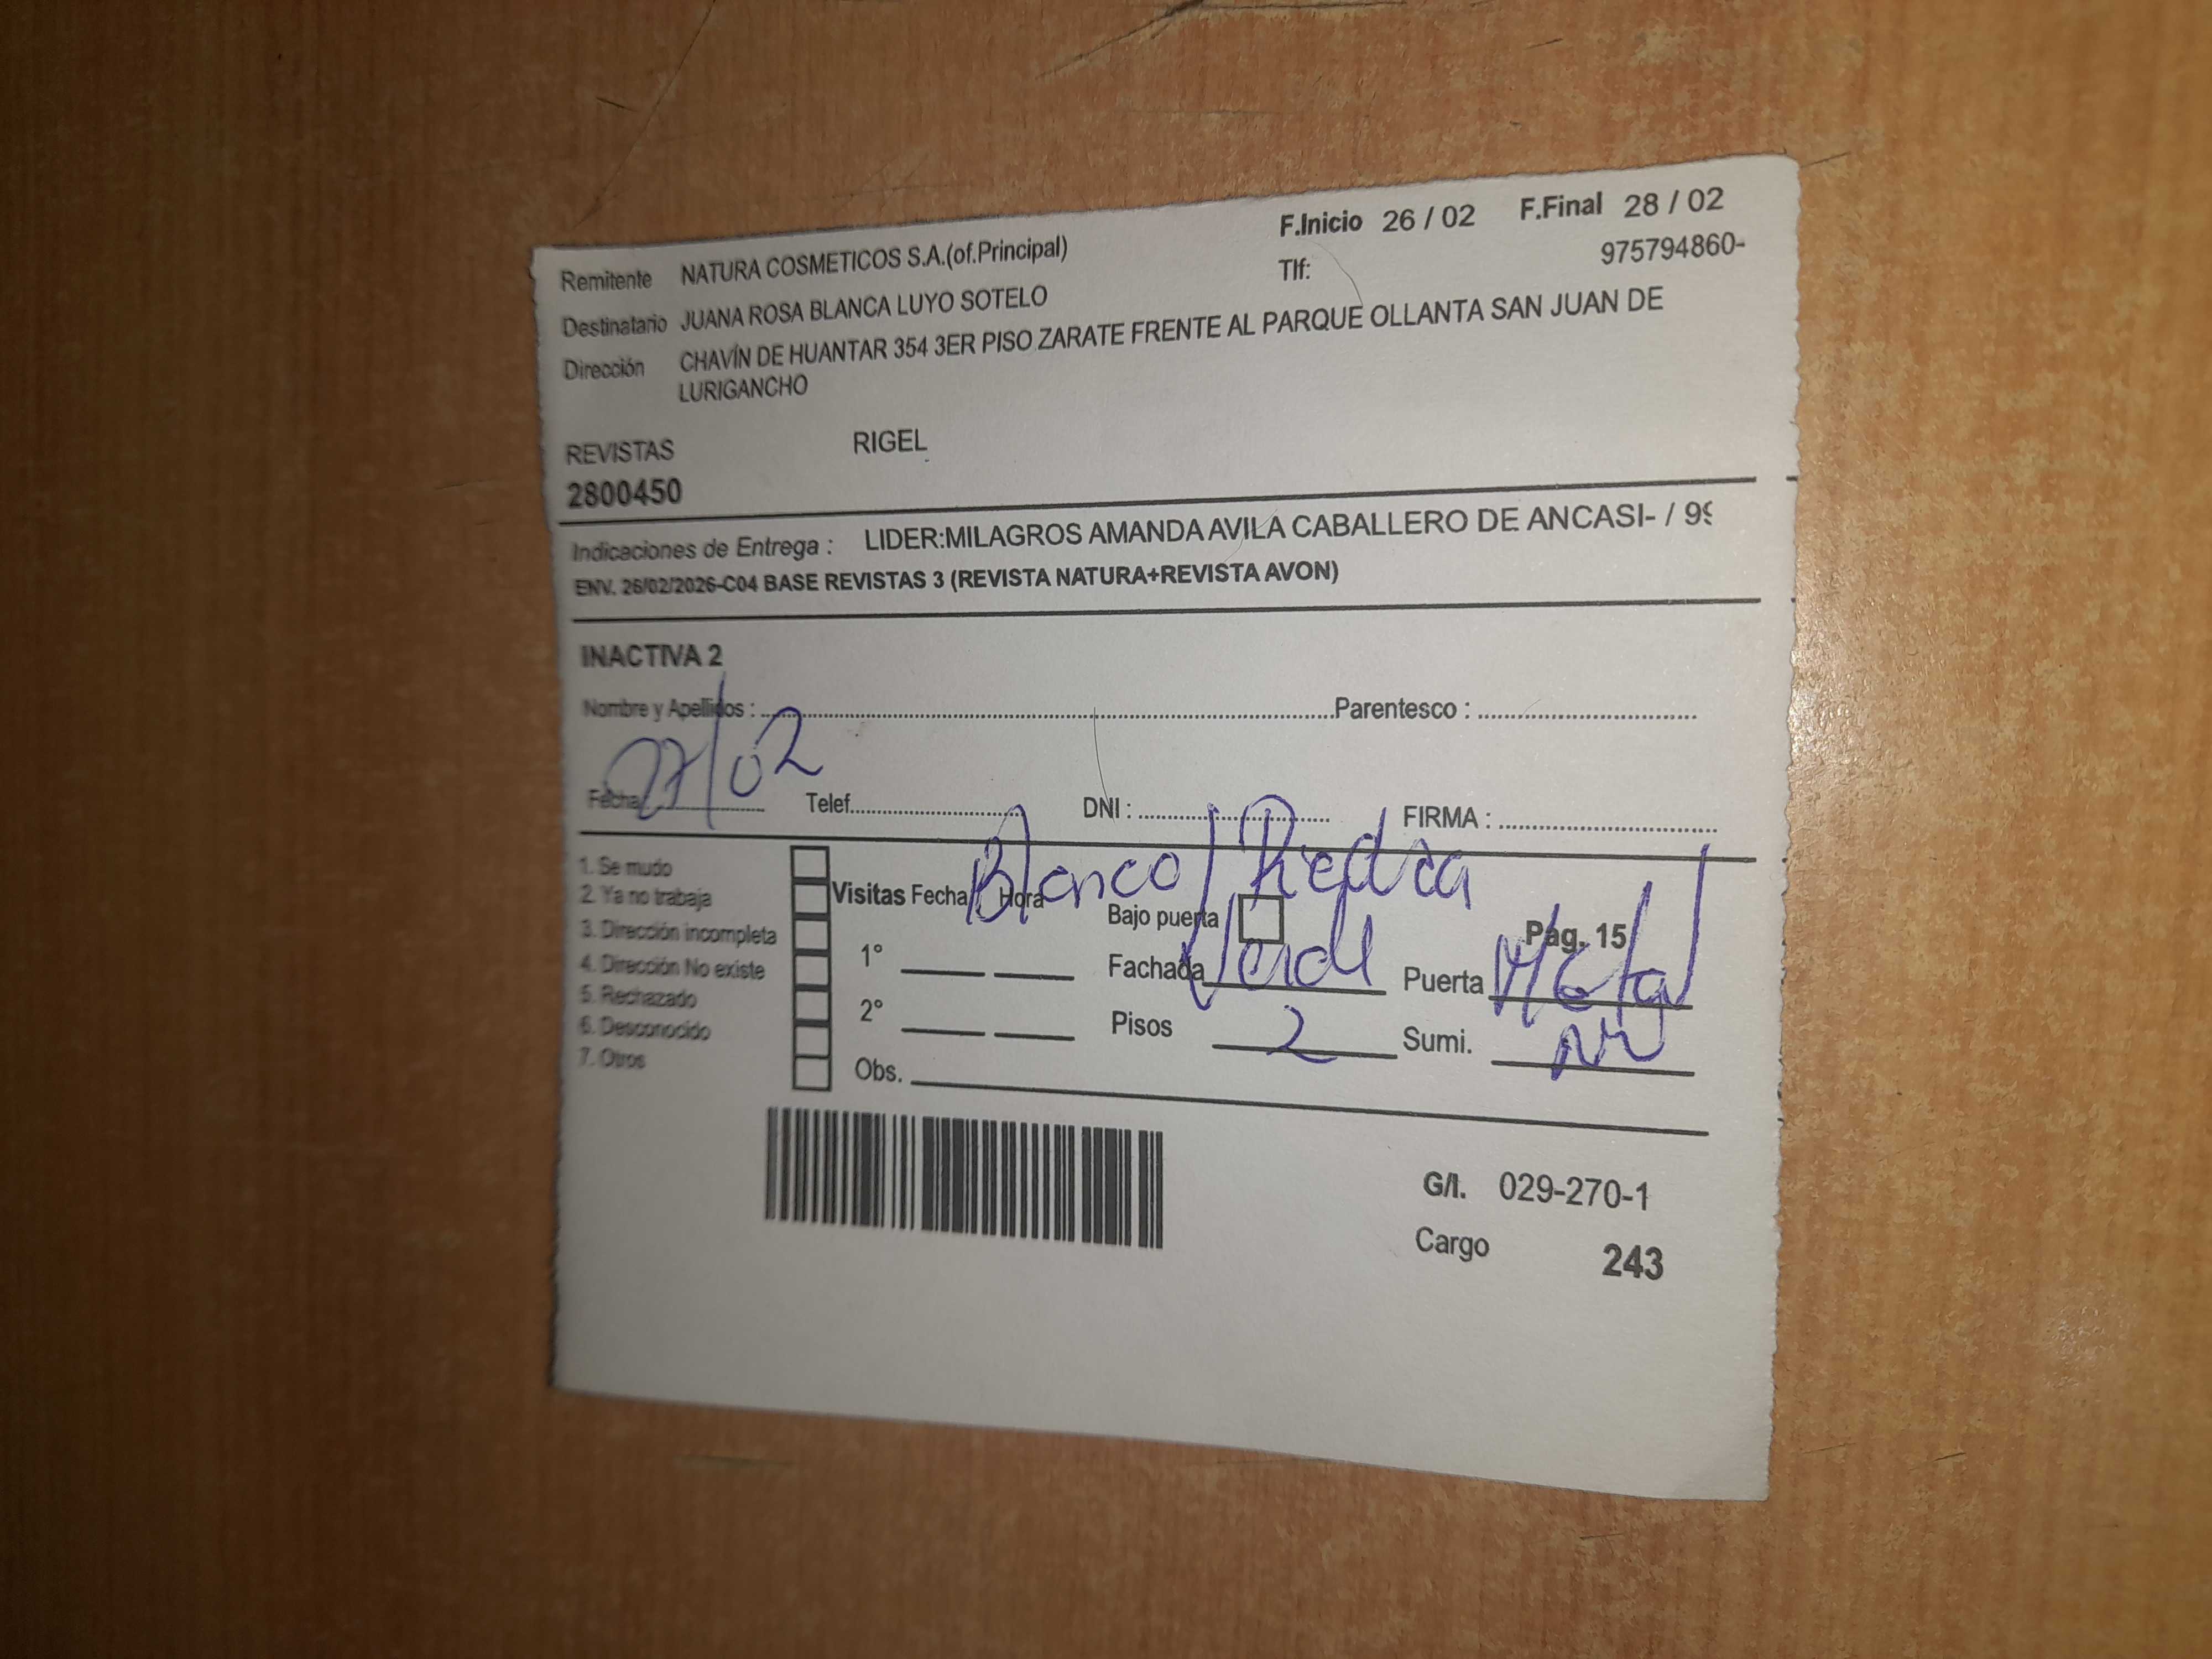 F.Inicio 26 / 02 F.Final 28 / 02
Remitente NATURA COSMETICOS S.A.(of.Principal) Tlf: 975794860-
Destinatario JUANA ROSA BLANCA LUYO SOTELO
Dirección CHAVÍN DE HUANTAR 354 3ER PISO ZARATE FRENTE AL PARQUE OLLANTA SAN JUAN DE
LURIGANCHO
REVISTAS RIGEL
2800450
Indicaciones de Entrega : LIDER:MILAGROS AMANDA AVILA CABALLERO DE ANCASI- / 99
ENV. 26/02/2026-C04 BASE REVISTAS 3 (REVISTA NATURA+REVISTA AVON)
INACTIVA 2
Nombre y Apellidos : Parentesco :
Fecha 27/02 Telef. DNI : FIRMA :
Blanco/Piedra
1. Se mudo
2. Ya no trabaja
3. Dirección incompleta
4. Dirección No existe
5. Rechazado
6. Desconocido
7. Otros
Visitas Fecha Hora Bajo puerta Pág. 15
1° Fachada Verde Puerta Metal
2° Pisos 2 Sumi.
Obs.
G/I. 029-270-1
Cargo 243